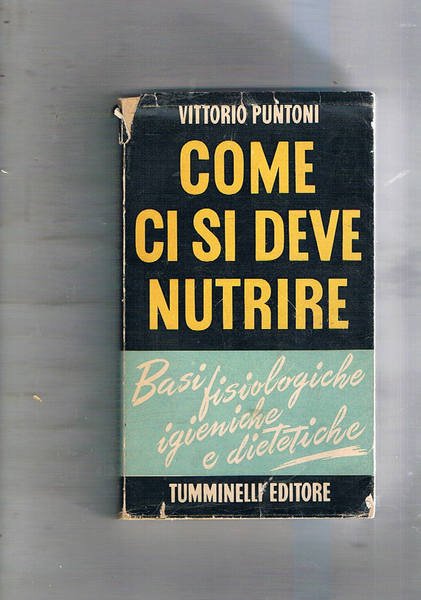 VITTORIO PUNTONI
COME
CI SI DEVE
NUTRIRE
Basi fisiologiche
igieniche
e dietetiche
TUMMINELLI EDITORE